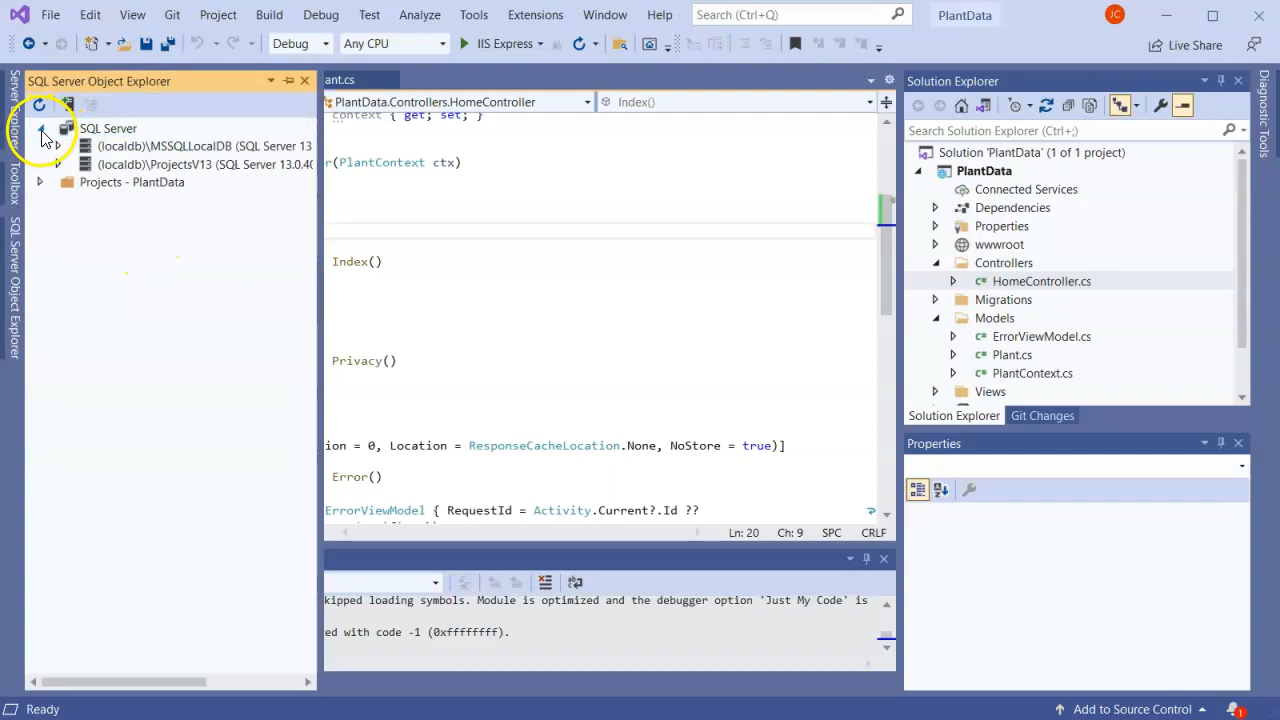 File Edit View Git Project Build Debug Test Analyze Tools Extensions Window Help Search (Ctrl+Q) PlantData JC
Debug Any CPU IIS Express Live Share
SQL Server Object Explorer
SQL Server
(localdb)\MSSQLLocalDB (SQL Server 13
(localdb)\ProjectsV13 (SQL Server 13.0.40
Projects - PlantData
Server Explorer
Toolbox
SQL Server Object Explorer
ant.cs
PlantData.Controllers.HomeController Index()
context { get; set; }
r(PlantContext ctx)
Index()
Privacy()
ion = 0, Location = ResponseCacheLocation.None, NoStore = true)]
Error()
ErrorViewModel { RequestId = Activity.Current?.Id ??
Ln: 20 Ch: 9 SPC CRLF
kipped loading symbols. Module is optimized and the debugger option 'Just My Code' is
ed with code -1 (0xffffffff).
Solution Explorer
Search Solution Explorer (Ctrl+;)
Solution 'PlantData' (1 of 1 project)
PlantData
Connected Services
Dependencies
Properties
wwwroot
Controllers
HomeController.cs
Migrations
Models
ErrorViewModel.cs
Plant.cs
PlantContext.cs
Views
Solution Explorer Git Changes
Properties
Diagnostic Tools
Ready Add to Source Control 1